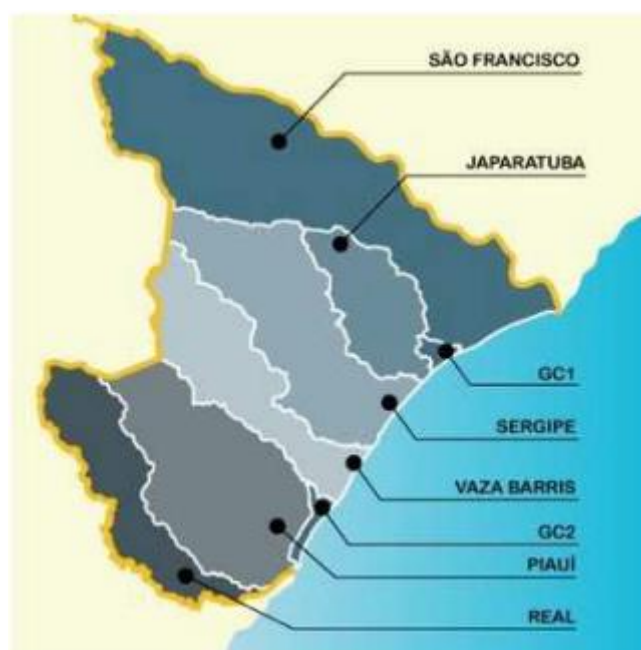 SÃO FRANCISCO
JAPARATUBA
GC1
SERGIPE
VAZA BARRIS
GC2
PIAUÍ
REAL